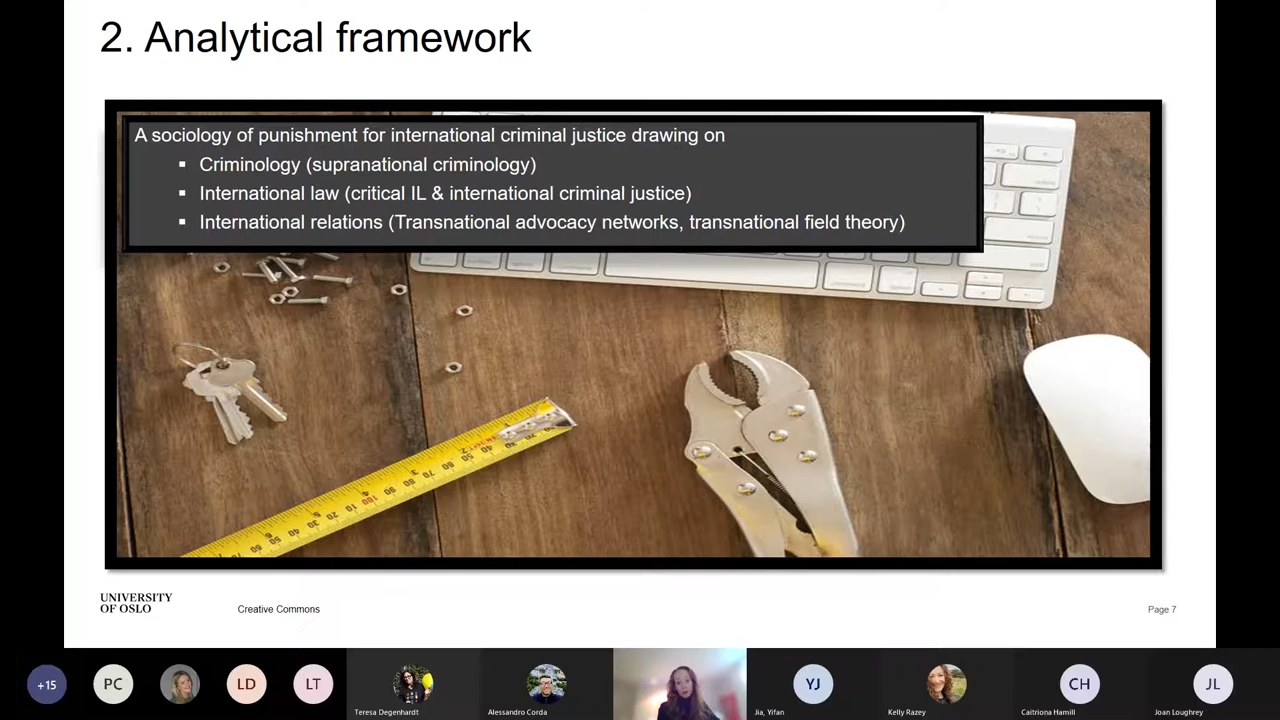 2. Analytical framework
A sociology of punishment for international criminal justice drawing on
▪ Criminology (supranational criminology)
▪ International law (critical IL & international criminal justice)
▪ International relations (Transnational advocacy networks, transnational field theory)
UNIVERSITY
OF OSLO
Creative Commons
Page 7
+15
PC
LD
LT
YJ
CH
JL
Teresa Degenhardt
Alessandro Corda
Jia, Yifan
Kelly Razey
Caitriona Hamill
Joan Loughrey